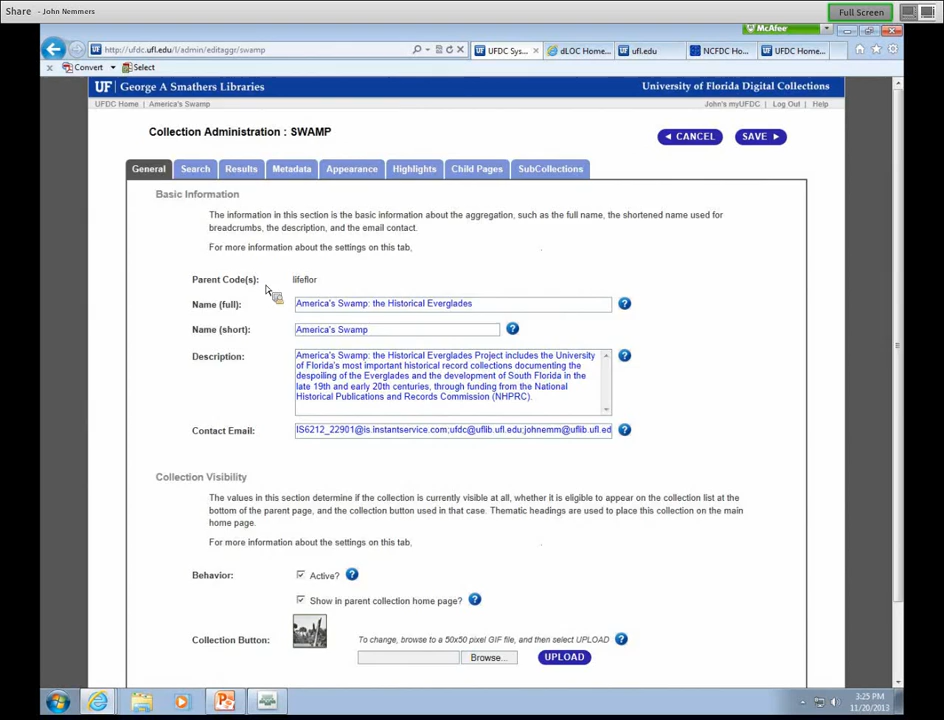 Share - John Nemmers
Full Screen
McAfee
http://ufdc.ufl.edu/l/admin/editaggr/swamp
UFDC Sys...
dLOC Home...
ufl.edu
NCFDC Ho...
UFDC Home...
x Convert Select
UF George A Smathers Libraries
University of Florida Digital Collections
UFDC Home | America's Swamp
John's myUFDC | Log Out | Help
Collection Administration : SWAMP
CANCEL
SAVE
General
Search
Results
Metadata
Appearance
Highlights
Child Pages
SubCollections
Basic Information
The information in this section is the basic information about the aggregation, such as the full name, the shortened name used for
breadcrumbs, the description, and the email contact.
For more information about the settings on this tab, .
Parent Code(s): lifeflor
Name (full): America's Swamp: the Historical Everglades ?
Name (short): America's Swamp ?
Description: America's Swamp: the Historical Everglades Project includes the University ?
of Florida's most important historical record collections documenting the
despoiling of the Everglades and the development of South Florida in the
late 19th and early 20th centuries, through funding from the National
Historical Publications and Records Commission (NHPRC).
Contact Email: IS6212_22901@is.instantservice.com;ufdc@uflib.ufl.edu;johnemm@uflib.ufl.ed ?
Collection Visibility
The values in this section determine if the collection is currently visible at all, whether it is eligible to appear on the collection list at the
bottom of the parent page, and the collection button used in that case. Thematic headings are used to place this collection on the main
home page.
For more information about the settings on this tab, .
Behavior: Active? ?
Show in parent collection home page? ?
Collection Button: To change, browse to a 50x50 pixel GIF file, and then select UPLOAD ?
Browse...
UPLOAD
3:25 PM
11/20/2013